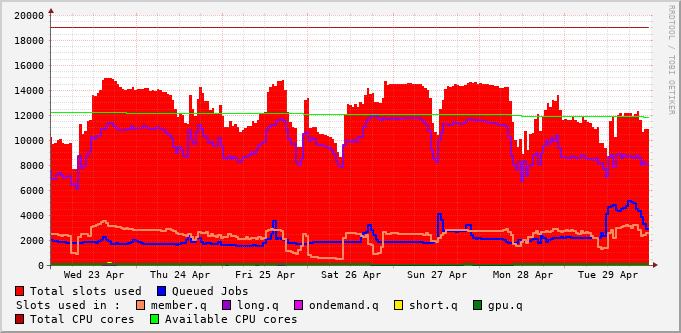 RRDTOOL / TOBI OETIKER
20000
18000
16000
14000
12000
10000
8000
6000
4000
2000
0
Wed 23 Apr Thu 24 Apr Fri 25 Apr Sat 26 Apr Sun 27 Apr Mon 28 Apr Tue 29 Apr
Total slots used Queued Jobs
Slots used in : member.q long.q ondemand.q short.q gpu.q
Total CPU cores Available CPU cores